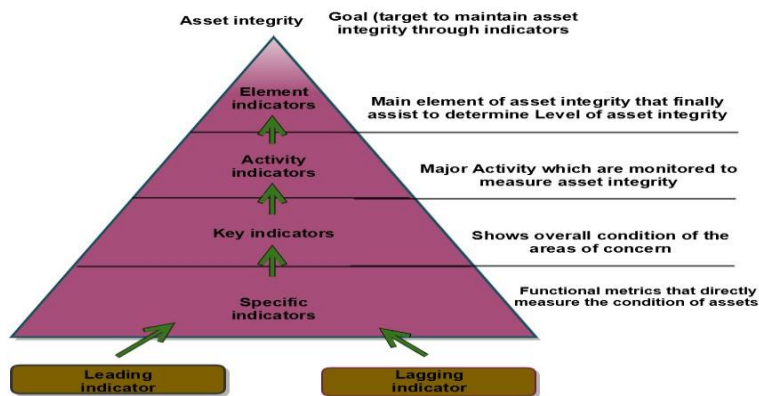 Asset integrity
Goal (target to maintain asset
integrity through indicators
Element
indicators
Main element of asset integrity that finally
assist to determine Level of asset integrity
Activity
indicators
Major Activity which are monitored to
measure asset integrity
Key indicators
Shows overall condition of the
areas of concern
Specific
indicators
Functional metrics that directly
measure the condition of assets
Leading
indicator
Lagging
indicator